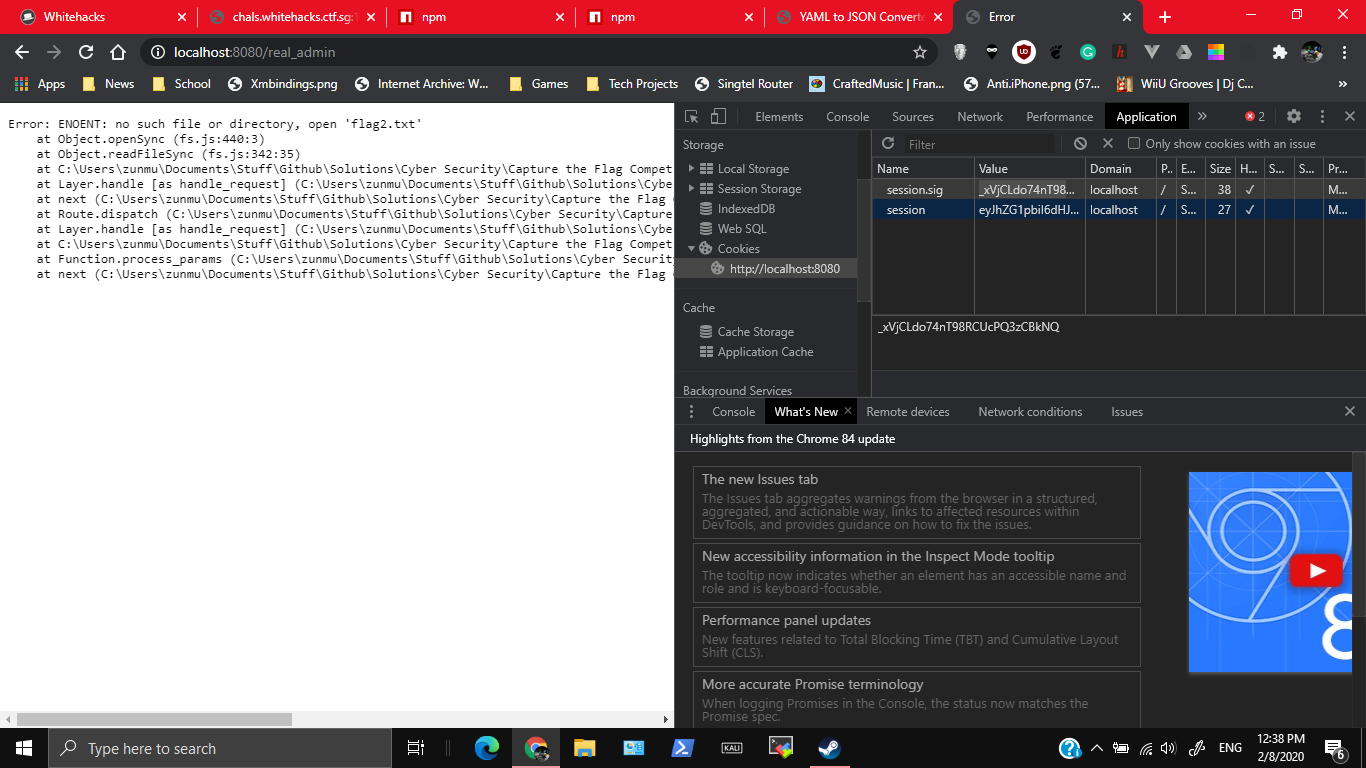 Whitehacks
chals.whitehacks.ctf.sg:1
npm
npm
YAML to JSON Converte
Error
localhost:8080/real_admin
Apps
News
School
Xmbindings.png
Internet Archive: W...
Games
Tech Projects
Singtel Router
CraftedMusic | Fran...
Anti.iPhone.png (57...
WiiU Grooves | Dj C...
»
Error: ENOENT: no such file or directory, open 'flag2.txt'
at Object.openSync (fs.js:440:3)
at Object.readFileSync (fs.js:342:35)
at C:\Users\zunmu\Documents\Stuff\Github\Solutions\Cyber Security\Capture the Flag Compet
at Layer.handle [as handle_request] (C:\Users\zunmu\Documents\Stuff\Github\Solutions\Cybe
at next (C:\Users\zunmu\Documents\Stuff\Github\Solutions\Cyber Security\Capture the Flag
at Route.dispatch (C:\Users\zunmu\Documents\Stuff\Github\Solutions\Cyber Security\Capture
at Layer.handle [as handle_request] (C:\Users\zunmu\Documents\Stuff\Github\Solutions\Cybe
at C:\Users\zunmu\Documents\Stuff\Github\Solutions\Cyber Security\Capture the Flag Compet
at Function.process_params (C:\Users\zunmu\Documents\Stuff\Github\Solutions\Cyber Securit
at next (C:\Users\zunmu\Documents\Stuff\Github\Solutions\Cyber Security\Capture the Flag
Elements Console Sources Network Performance Application » 2
Storage
Local Storage
Session Storage
IndexedDB
Web SQL
Cookies
http://localhost:8080
Cache
Cache Storage
Application Cache
Background Services
Filter
Only show cookies with an issue
Name Value Domain P.. E... Size H... S... S... Pr...
session.sig _xVjCLdo74nT98... localhost / S... 38 ✓ M...
session eyJhZG1pbiI6dHJ... localhost / S... 27 ✓ M...
_xVjCLdo74nT98RCUcPQ3zCBkNQ
Console What's New × Remote devices Network conditions Issues
Highlights from the Chrome 84 update
The new Issues tab
The Issues tab aggregates warnings from the browser in a structured,
aggregated, and actionable way, links to affected resources within
DevTools, and provides guidance on how to fix the issues.
New accessibility information in the Inspect Mode tooltip
The tooltip now indicates whether an element has an accessible name and
role and is keyboard-focusable.
Performance panel updates
New features related to Total Blocking Time (TBT) and Cumulative Layout
Shift (CLS).
More accurate Promise terminology
When logging Promises in the Console, the status now matches the
Promise spec.
8
Type here to search
KALI
ENG
12:38 PM
2/8/2020
6